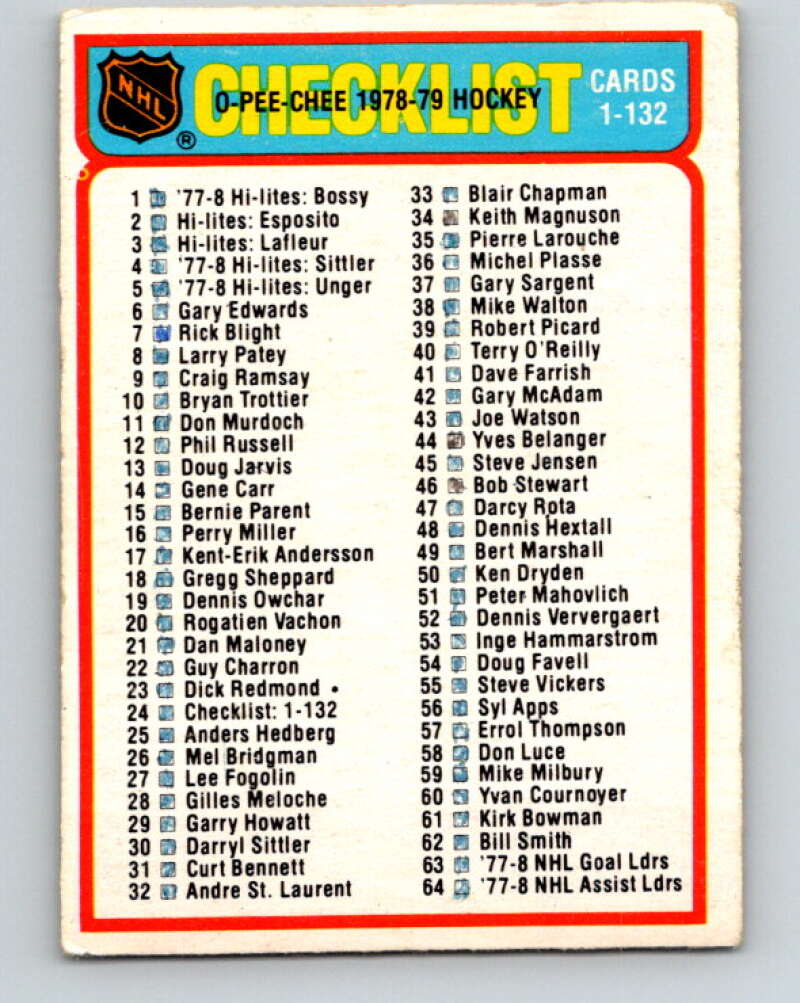 NHL
®
CHECKLIST
O-PEE-CHEE 1978-79 HOCKEY
CARDS
1-132
1 '77-8 Hi-lites: Bossy
2 Hi-lites: Esposito
3 Hi-lites: Lafleur
4 '77-8 Hi-lites: Sittler
5 '77-8 Hi-lites: Unger
6 Gary Edwards
7 Rick Blight
8 Larry Patey
9 Craig Ramsay
10 Bryan Trottier
11 Don Murdoch
12 Phil Russell
13 Doug Jarvis
14 Gene Carr
15 Bernie Parent
16 Perry Miller
17 Kent-Erik Andersson
18 Gregg Sheppard
19 Dennis Owchar
20 Rogatien Vachon
21 Dan Maloney
22 Guy Charron
23 Dick Redmond
24 Checklist: 1-132
25 Anders Hedberg
26 Mel Bridgman
27 Lee Fogolin
28 Gilles Meloche
29 Garry Howatt
30 Darryl Sittler
31 Curt Bennett
32 Andre St. Laurent
33 Blair Chapman
34 Keith Magnuson
35 Pierre Larouche
36 Michel Plasse
37 Gary Sargent
38 Mike Walton
39 Robert Picard
40 Terry O'Reilly
41 Dave Farrish
42 Gary McAdam
43 Joe Watson
44 Yves Belanger
45 Steve Jensen
46 Bob Stewart
47 Darcy Rota
48 Dennis Hextall
49 Bert Marshall
50 Ken Dryden
51 Peter Mahovlich
52 Dennis Ververgaert
53 Inge Hammarstrom
54 Doug Favell
55 Steve Vickers
56 Syl Apps
57 Errol Thompson
58 Don Luce
59 Mike Milbury
60 Yvan Cournoyer
61 Kirk Bowman
62 Bill Smith
63 '77-8 NHL Goal Ldrs
64 '77-8 NHL Assist Ldrs